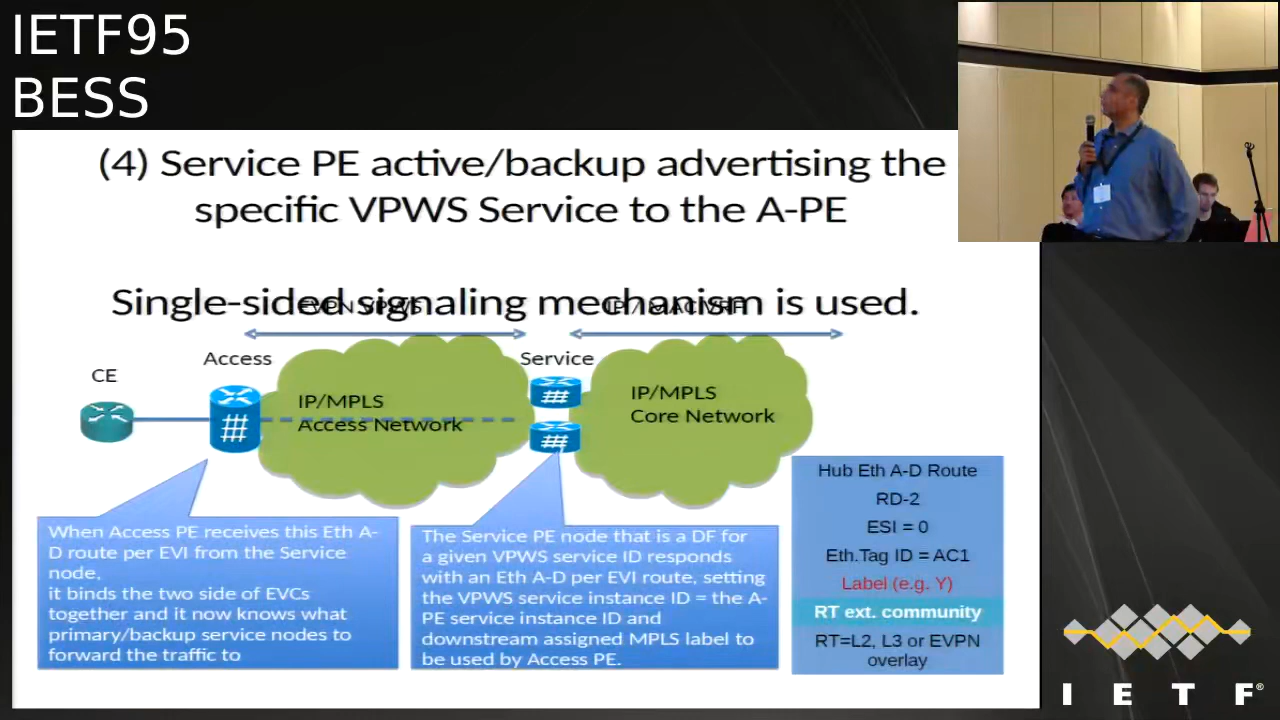 IETF95
BESS
(4) Service PE active/backup advertising the
specific VPWS Service to the A-PE
Single-sided signaling mechanism is used.
EVPN VPWS
IP / MAC VRF
Access
Service
CE
IP/MPLS
Access Network
IP/MPLS
Core Network
When Access PE receives this Eth A-
D route per EVI from the Service
node,
it binds the two side of EVCs
together and it now knows what
primary/backup service nodes to
forward the traffic to
The Service PE node that is a DF for
a given VPWS service ID responds
with an Eth A-D per EVI route, setting
the VPWS service instance ID = the A-
PE service instance ID and
downstream assigned MPLS label to
be used by Access PE.
Hub Eth A-D Route
RD-2
ESI = 0
Eth.Tag ID = AC1
Label (e.g. Y)
RT ext. community
RT=L2, L3 or EVPN
overlay
I E T F®